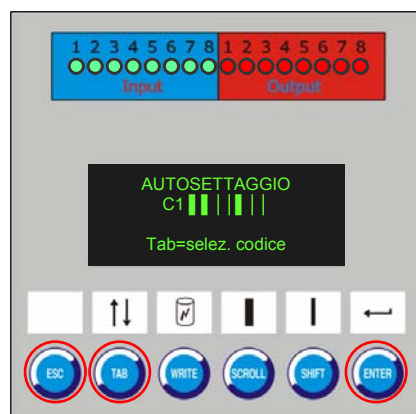 1 2 3 4 5 6 7 8 1 2 3 4 5 6 7 8
Input Output
AUTOSETTAGGIO
C1
Tab=selez. codice
ESC TAB WRITE SCROLL SHIFT ENTER